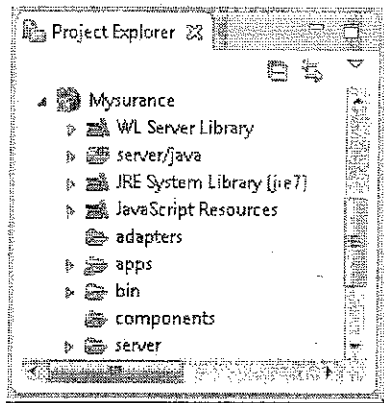 Project Explorer
Mysurance
WL Server Library
server/java
JRE System Library (jre7)
JavaScript Resources
adapters
apps
bin
components
server